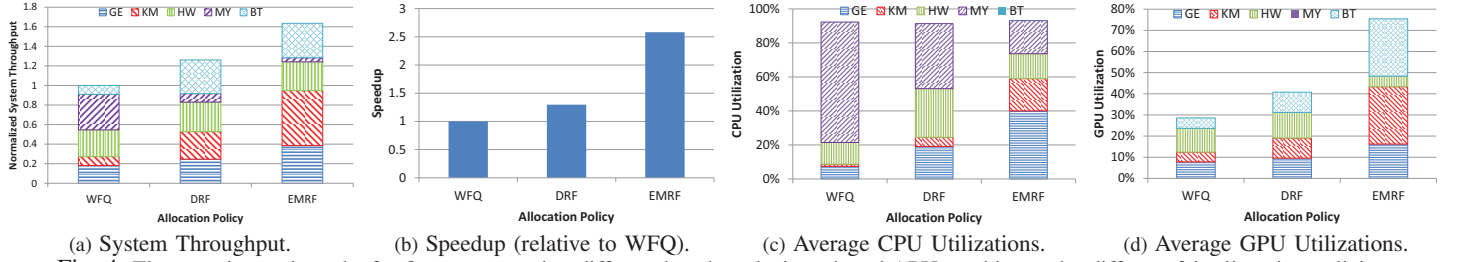 GE KM HW MY BT
1.8
1.6
1.4
1.2
1
0.8
0.6
0.4
0.2
0
Normalized System Throughput
WFQ DRF EMRF
Allocation Policy
(a) System Throughput.
3
2.5
2
1.5
1
0.5
0
Speedup
WFQ DRF EMRF
Allocation Policy
(b) Speedup (relative to WFQ).
GE KM HW MY BT
100%
80%
60%
40%
20%
0%
CPU Utilization
WFQ DRF EMRF
Allocation Policy
(c) Average CPU Utilizations.
GE KM HW MY BT
80%
70%
60%
50%
40%
30%
20%
10%
0%
GPU Utilization
WFQ DRF EMRF
Allocation Policy
(d) Average GPU Utilizations.
Fig. 4: The